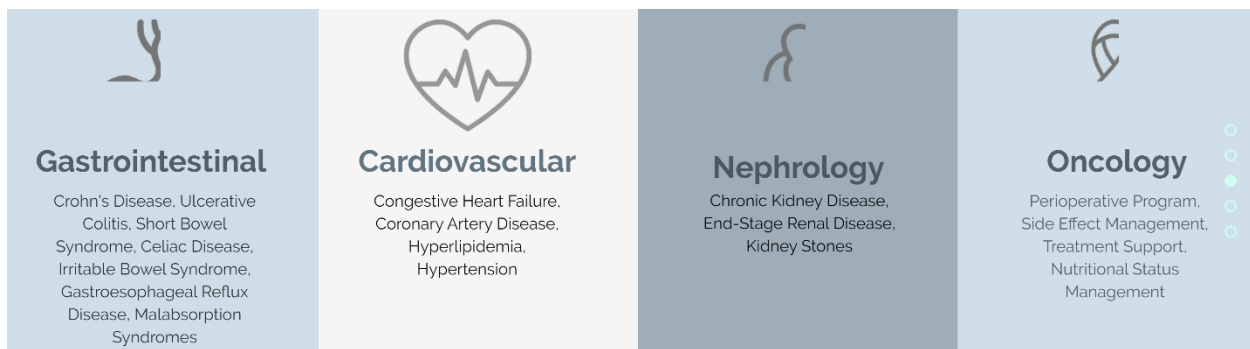 Gastrointestinal
Crohn's Disease, Ulcerative
Colitis, Short Bowel
Syndrome, Celiac Disease,
Irritable Bowel Syndrome,
Gastroesophageal Reflux
Disease, Malabsorption
Syndromes
Cardiovascular
Congestive Heart Failure,
Coronary Artery Disease,
Hyperlipidemia,
Hypertension
Nephrology
Chronic Kidney Disease,
End-Stage Renal Disease,
Kidney Stones
Oncology
Perioperative Program,
Side Effect Management,
Treatment Support,
Nutritional Status
Management